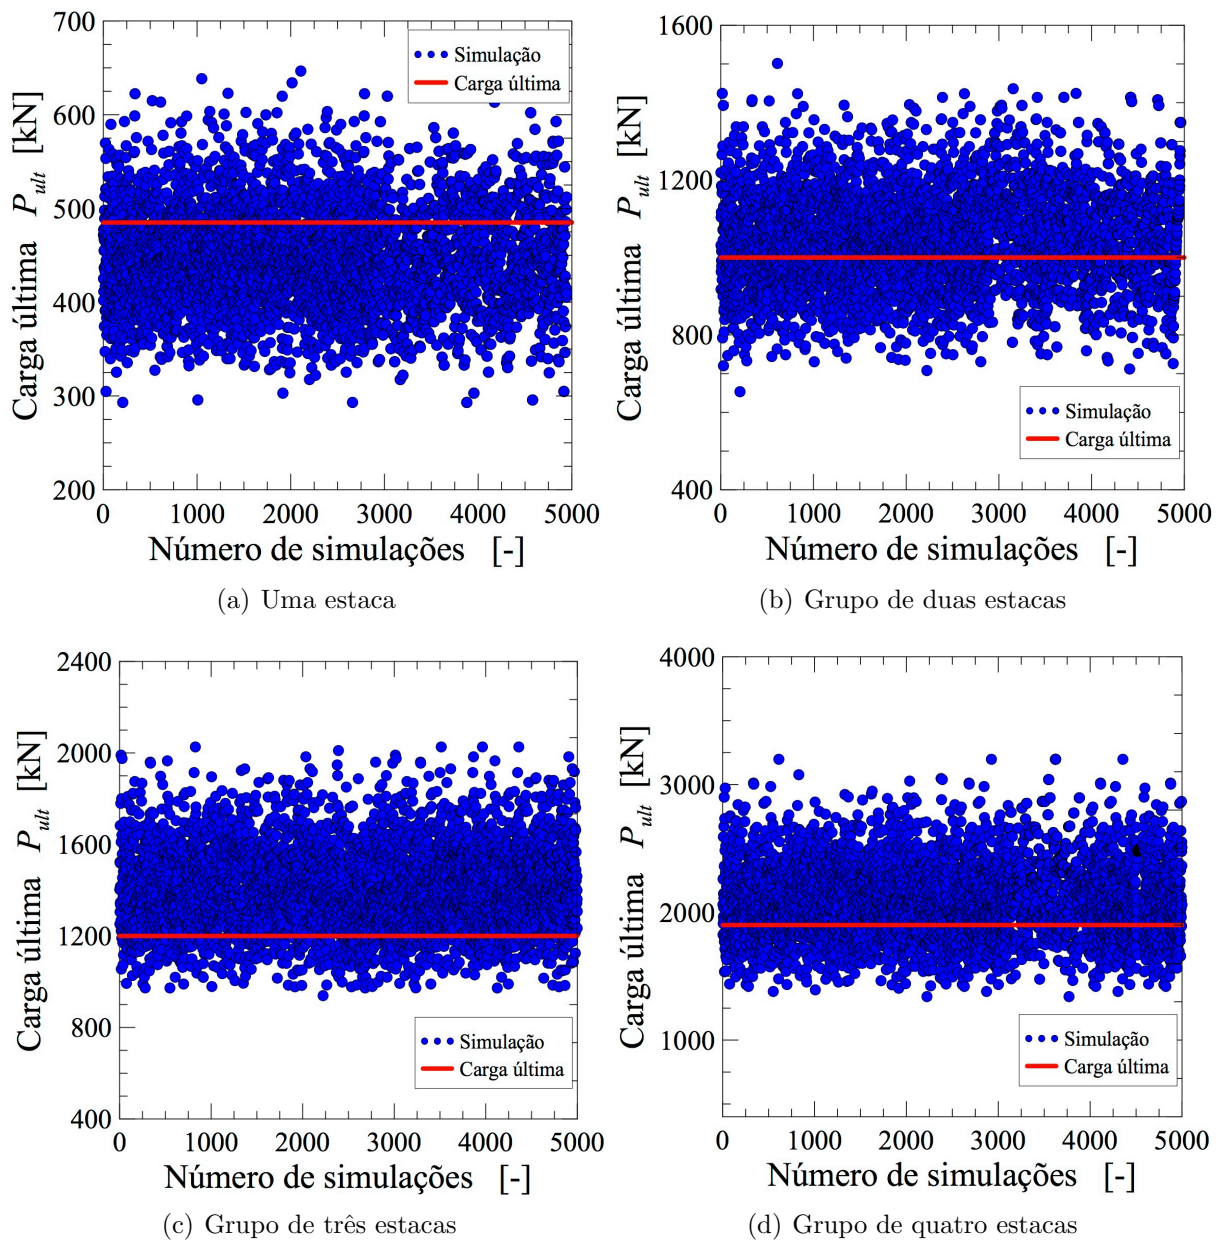 700
600
500
400
300
200
0
1000
2000
3000
4000
5000
Carga última P_ult [kN]
Número de simulações [-]
Simulação
Carga última
(a) Uma estaca
1600
1200
800
400
0
1000
2000
3000
4000
5000
Carga última P_ult [kN]
Número de simulações [-]
Simulação
Carga última
(b) Grupo de duas estacas
2400
2000
1600
1200
800
400
0
1000
2000
3000
4000
5000
Carga última P_ult [kN]
Número de simulações [-]
Simulação
Carga última
(c) Grupo de três estacas
4000
3000
2000
1000
0
1000
2000
3000
4000
5000
Carga última P_ult [kN]
Número de simulações [-]
Simulação
Carga última
(d) Grupo de quatro estacas